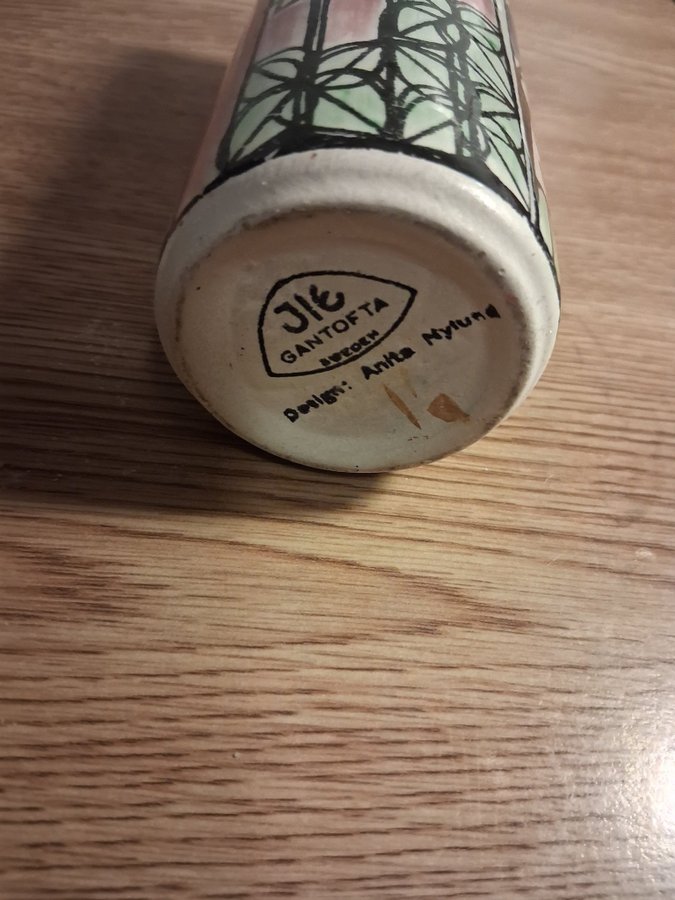 JIE
GANTOFTA
SWEDEN
Design: Anita Nylund